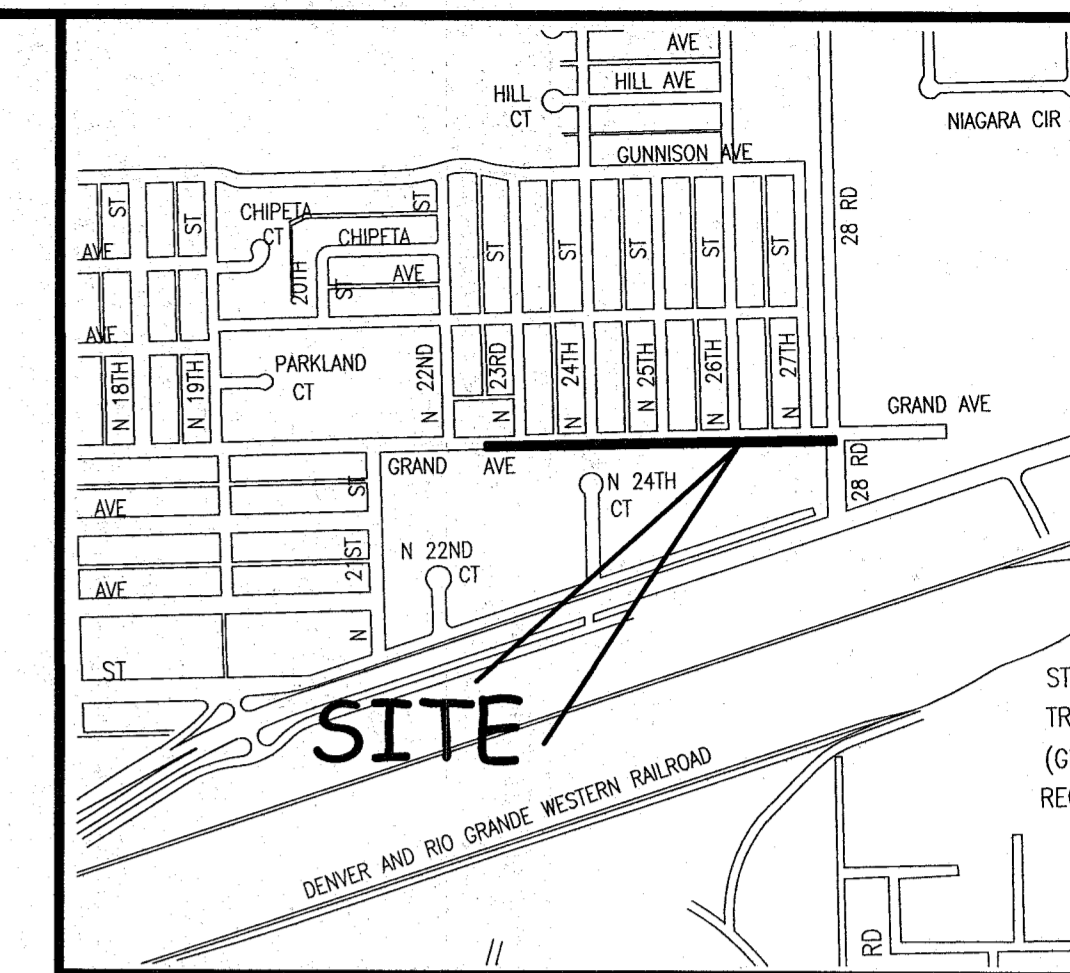 AVE
HILL AVE
HILL
CT
NIAGARA CIR
GUNNISON AVE
28 RD
ST
ST
CHIPETA
CT
ST
CHIPETA
AVE
AVE
20TH
ST
ST
ST
ST
ST
ST
AVE
N 18TH
N 19TH
PARKLAND
CT
N 22ND
N 23RD
N 24TH
N 25TH
N 26TH
N 27TH
GRAND AVE
GRAND AVE
28 RD
N 24TH
CT
ST
AVE
N 22ND
CT
N 21ST
AVE
ST
SITE
ST
TR
(G
REC
DENVER AND RIO GRANDE WESTERN RAILROAD
RD
//